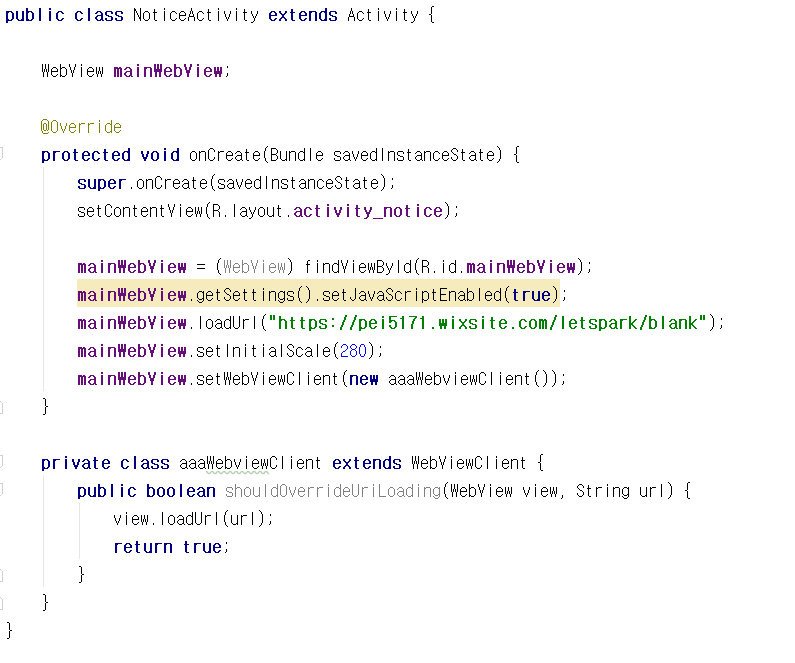 public class NoticeActivity extends Activity {
WebView mainWebView;
@Override
protected void onCreate(Bundle savedInstanceState) {
super.onCreate(savedInstanceState);
setContentView(R.layout.activity_notice);
mainWebView = (WebView) findViewById(R.id.mainWebView);
mainWebView.getSettings().setJavaScriptEnabled(true);
mainWebView.loadUrl("https://pei5171.wixsite.com/letspark/blank");
mainWebView.setInitialScale(280);
mainWebView.setWebViewClient(new aaaWebviewClient());
}
private class aaaWebviewClient extends WebViewClient {
public boolean shouldOverrideUriLoading(WebView view, String url) {
view.loadUrl(url);
return true;
}
}
}